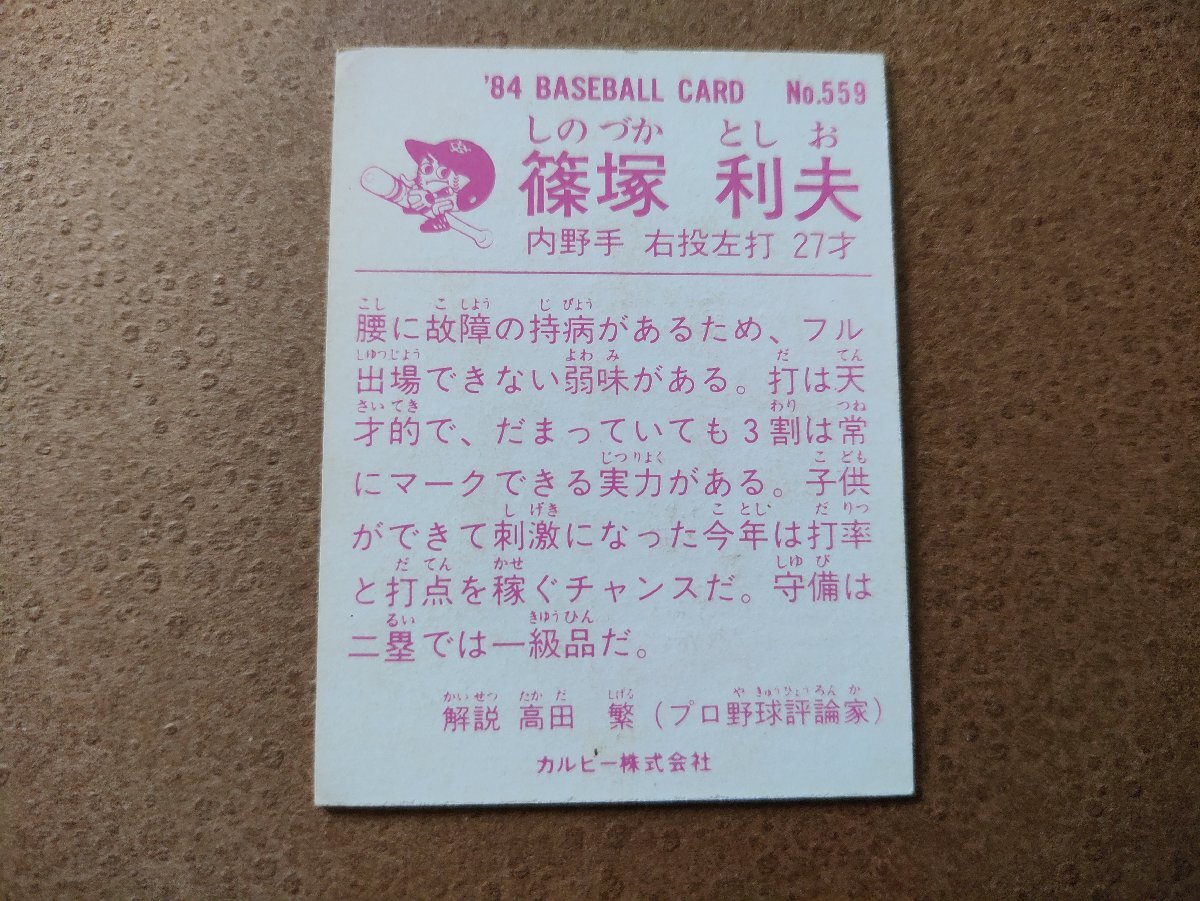 '84 BASEBALL CARD No.559
しのづか とし お
篠塚 利夫
内野手 右投左打 27才
こし こ しょう じ びょう
腰に故障の持病があるため、フル
しゅつじょう よわ み だ てん
出場できない弱味がある。打は天
さい てき わり つね
才的で、だまっていても3割は常
じつ りょく こ ども
にマークできる実力がある。子供
し げき こ とし だ りつ
ができて刺激になった今年は打率
だ てん かせ しゅ び
と打点を稼ぐチャンスだ。守備は
るい きゅう ひん
二塁では一級品だ。
かい せつ たか だ しげる や きゅう ひょう ろん か
解説 高田 繁 (プロ野球評論家)
カルビー株式会社